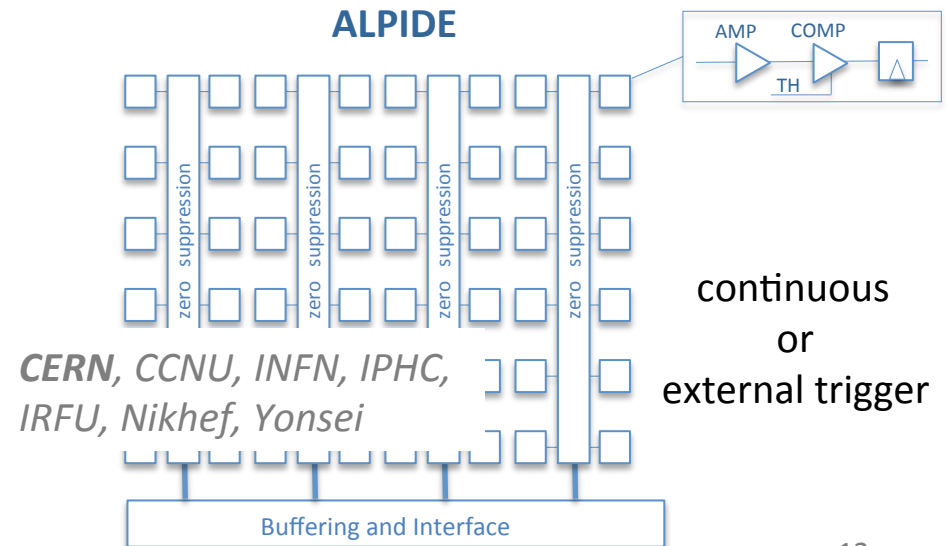 ALPIDE
AMP COMP
TH
zero suppression
zero suppression
zero suppression
zero suppression
continuous
or
external trigger
CERN, CCNU, INFN, IPHC,
IRFU, Nikhef, Yonsei
Buffering and Interface